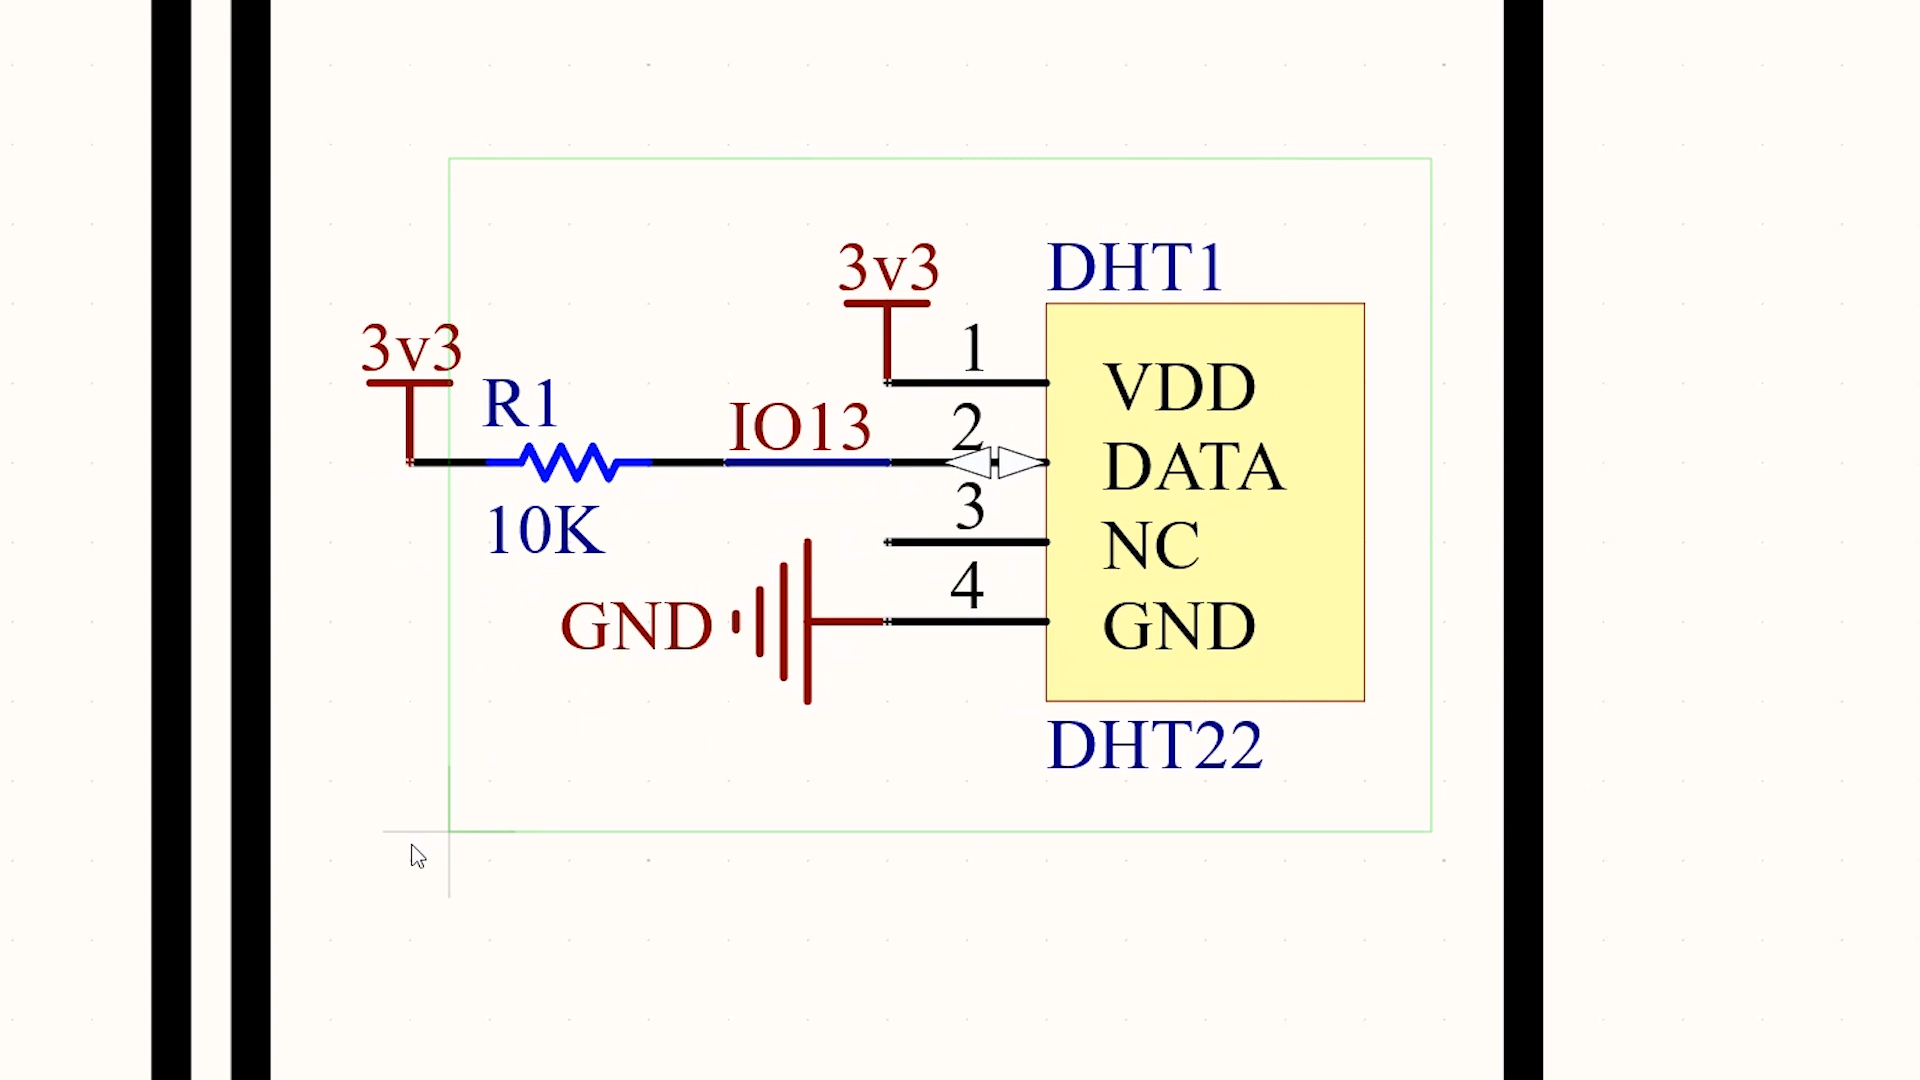 3v3
DHT1
3v3
1
VDD
R1
IO13
2
DATA
10K
3
NC
4
GND
GND
DHT22